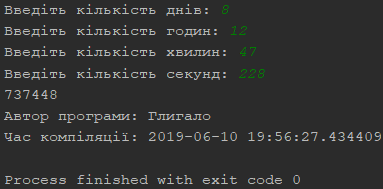 Введіть кількість днів: 8
Введіть кількість годин: 12
Введіть кількість хвилин: 47
Введіть кількість секунд: 228
737448
Автор програми: Глигало
Час компіляції: 2019-06-10 19:56:27.434409
Process finished with exit code 0